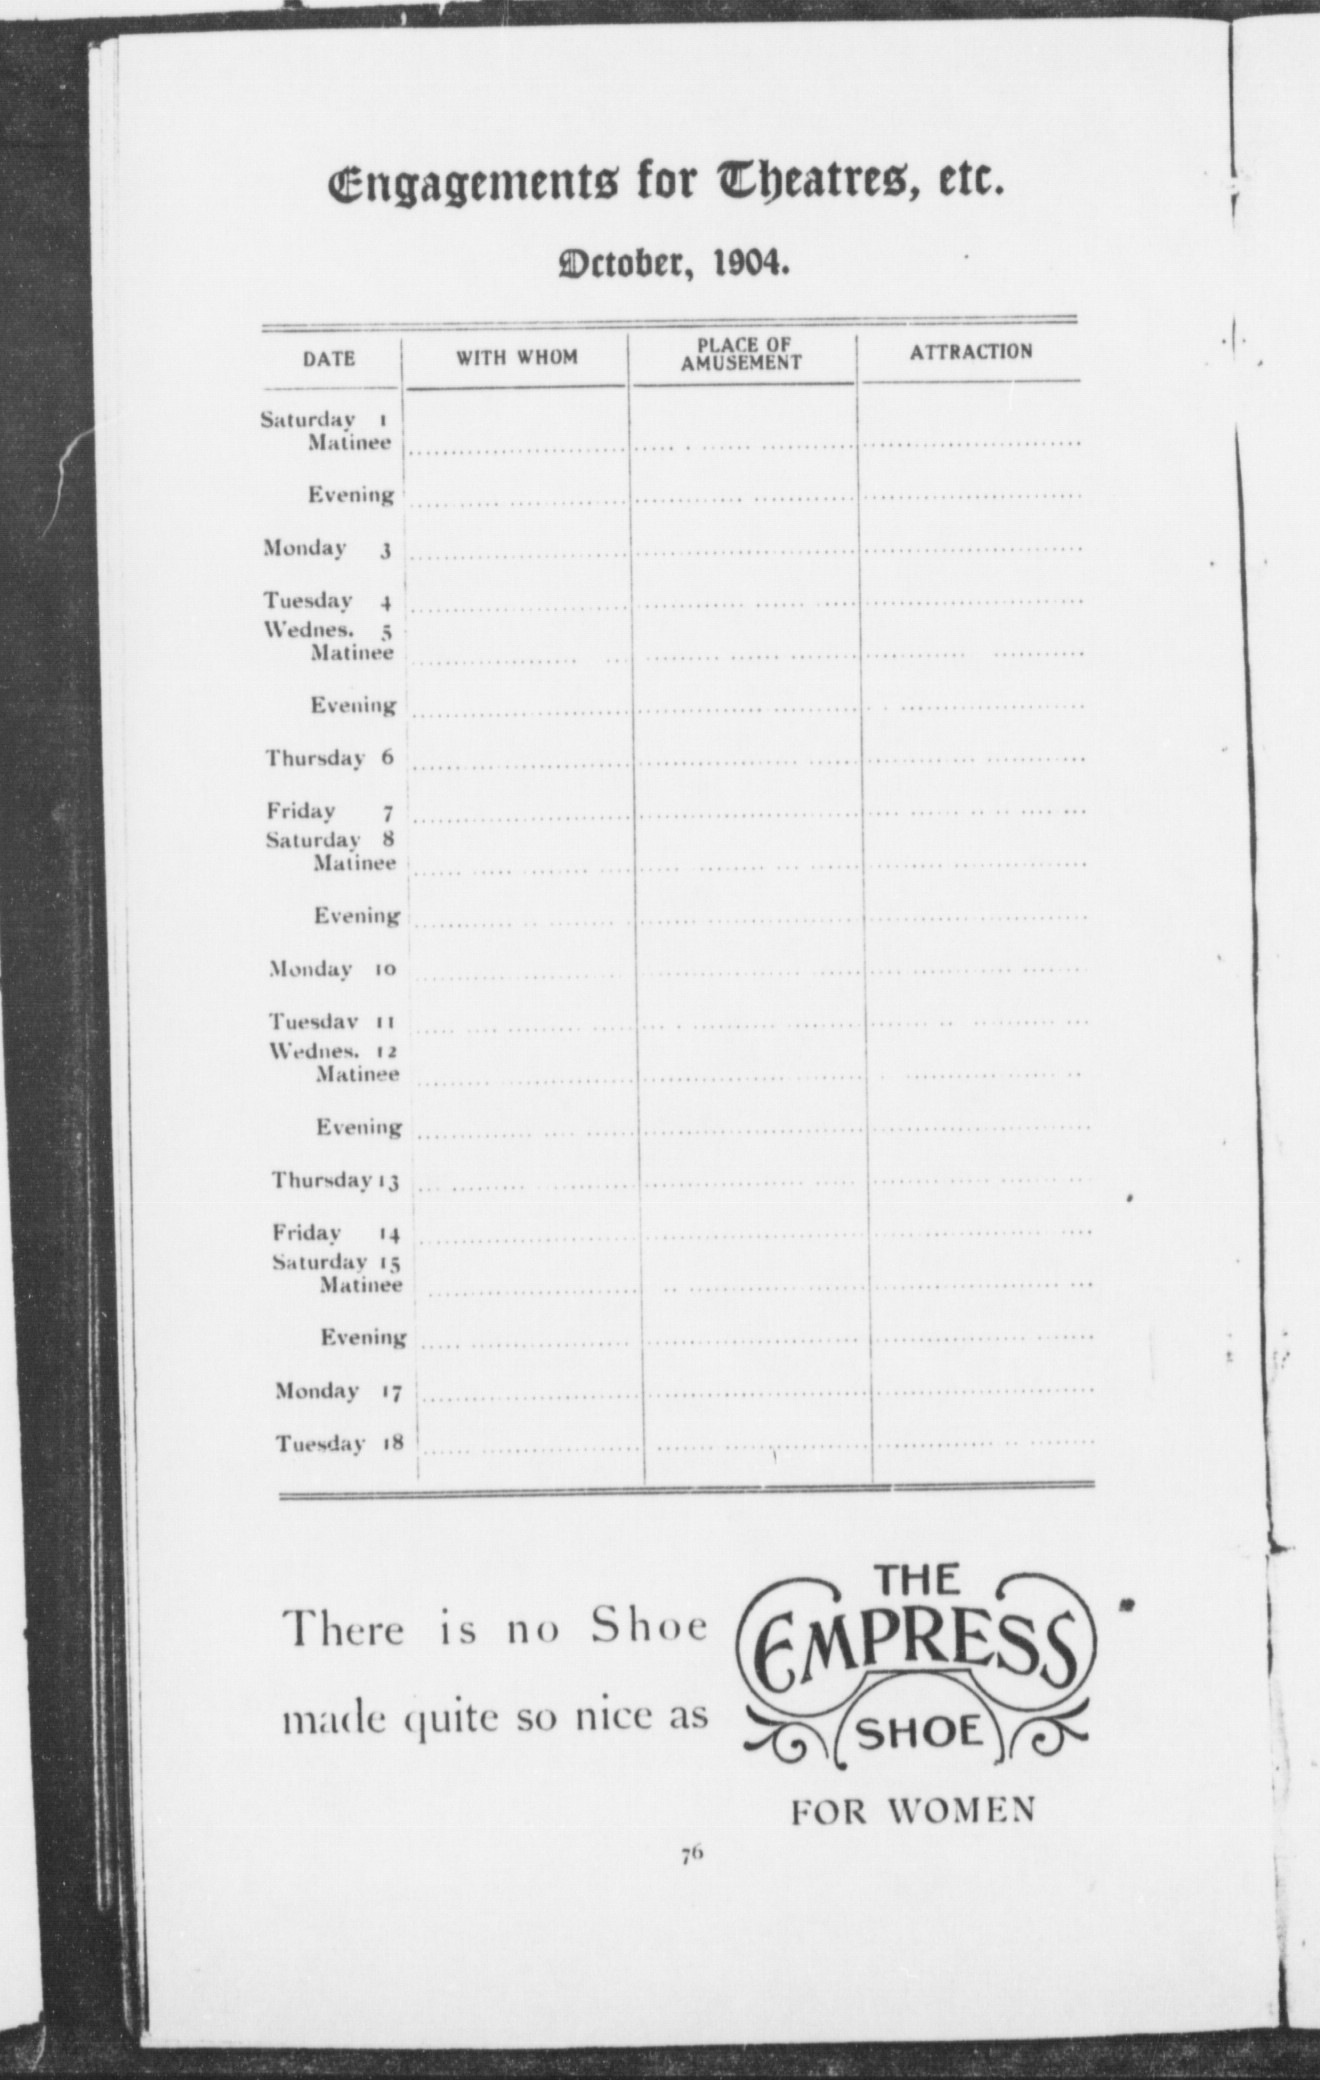 Engagements for Theatres, etc.
October, 1904.
DATE WITH WHOM PLACE OF AMUSEMENT ATTRACTION
Saturday 1
Matinee
Evening
Monday 3
Tuesday 4
Wednes. 5
Matinee
Evening
Thursday 6
Friday 7
Saturday 8
Matinee
Evening
Monday 10
Tuesday 11
Wednes. 12
Matinee
Evening
Thursday 13
Friday 14
Saturday 15
Matinee
Evening
Monday 17
Tuesday 18
There is no Shoe
made quite so nice as
THE
EMPRESS
SHOE
FOR WOMEN
76